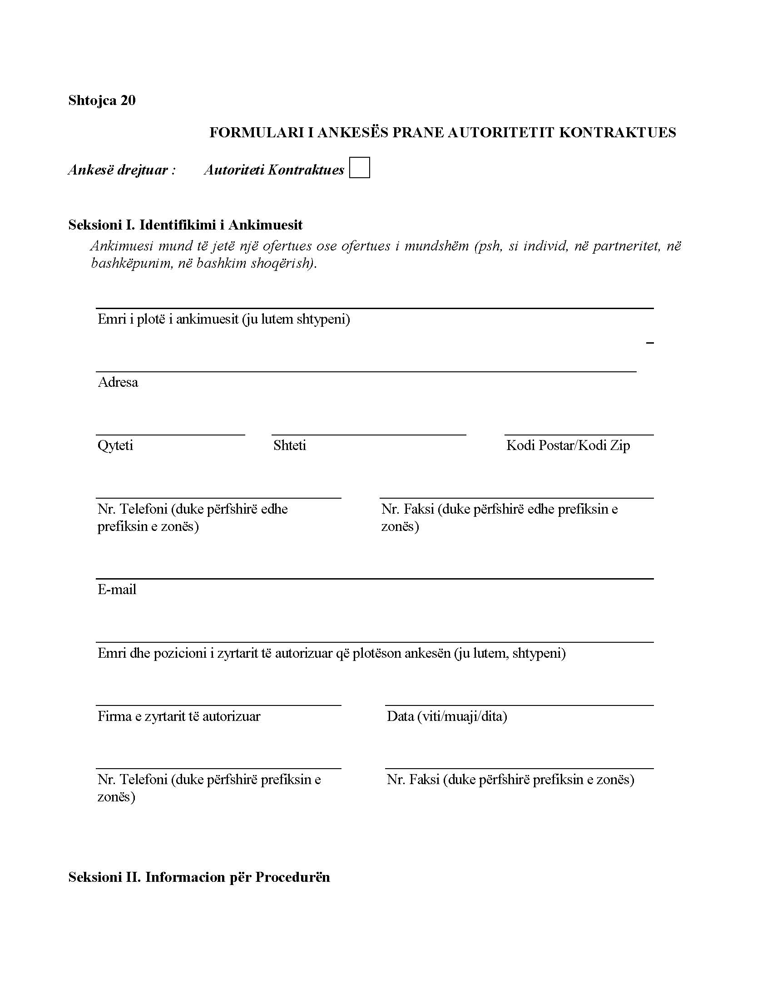 Shtojca 20
FORMULARI I ANKESËS PRANE AUTORITETIT KONTRAKTUES
Ankesë drejtuar : Autoriteti Kontraktues
Seksioni I. Identifikimi i Ankimuesit
Ankimuesi mund të jetë një ofertues ose ofertues i mundshëm (psh, si individ, në partneritet, në
bashkëpunim, në bashkim shoqërish).
Emri i plotë i ankimuesit (ju lutem shtypeni)
Adresa
Qyteti Shteti Kodi Postar/Kodi Zip
Nr. Telefoni (duke përfshirë edhe
prefiksin e zonës)
Nr. Faksi (duke përfshirë edhe prefiksin e
zonës)
E-mail
Emri dhe pozicioni i zyrtarit të autorizuar që plotëson ankesën (ju lutem, shtypeni)
Firma e zyrtarit të autorizuar Data (viti/muaji/dita)
Nr. Telefoni (duke përfshirë prefiksin e
zonës)
Nr. Faksi (duke përfshirë prefiksin e zonës)
Seksioni II. Informacion për Procedurën